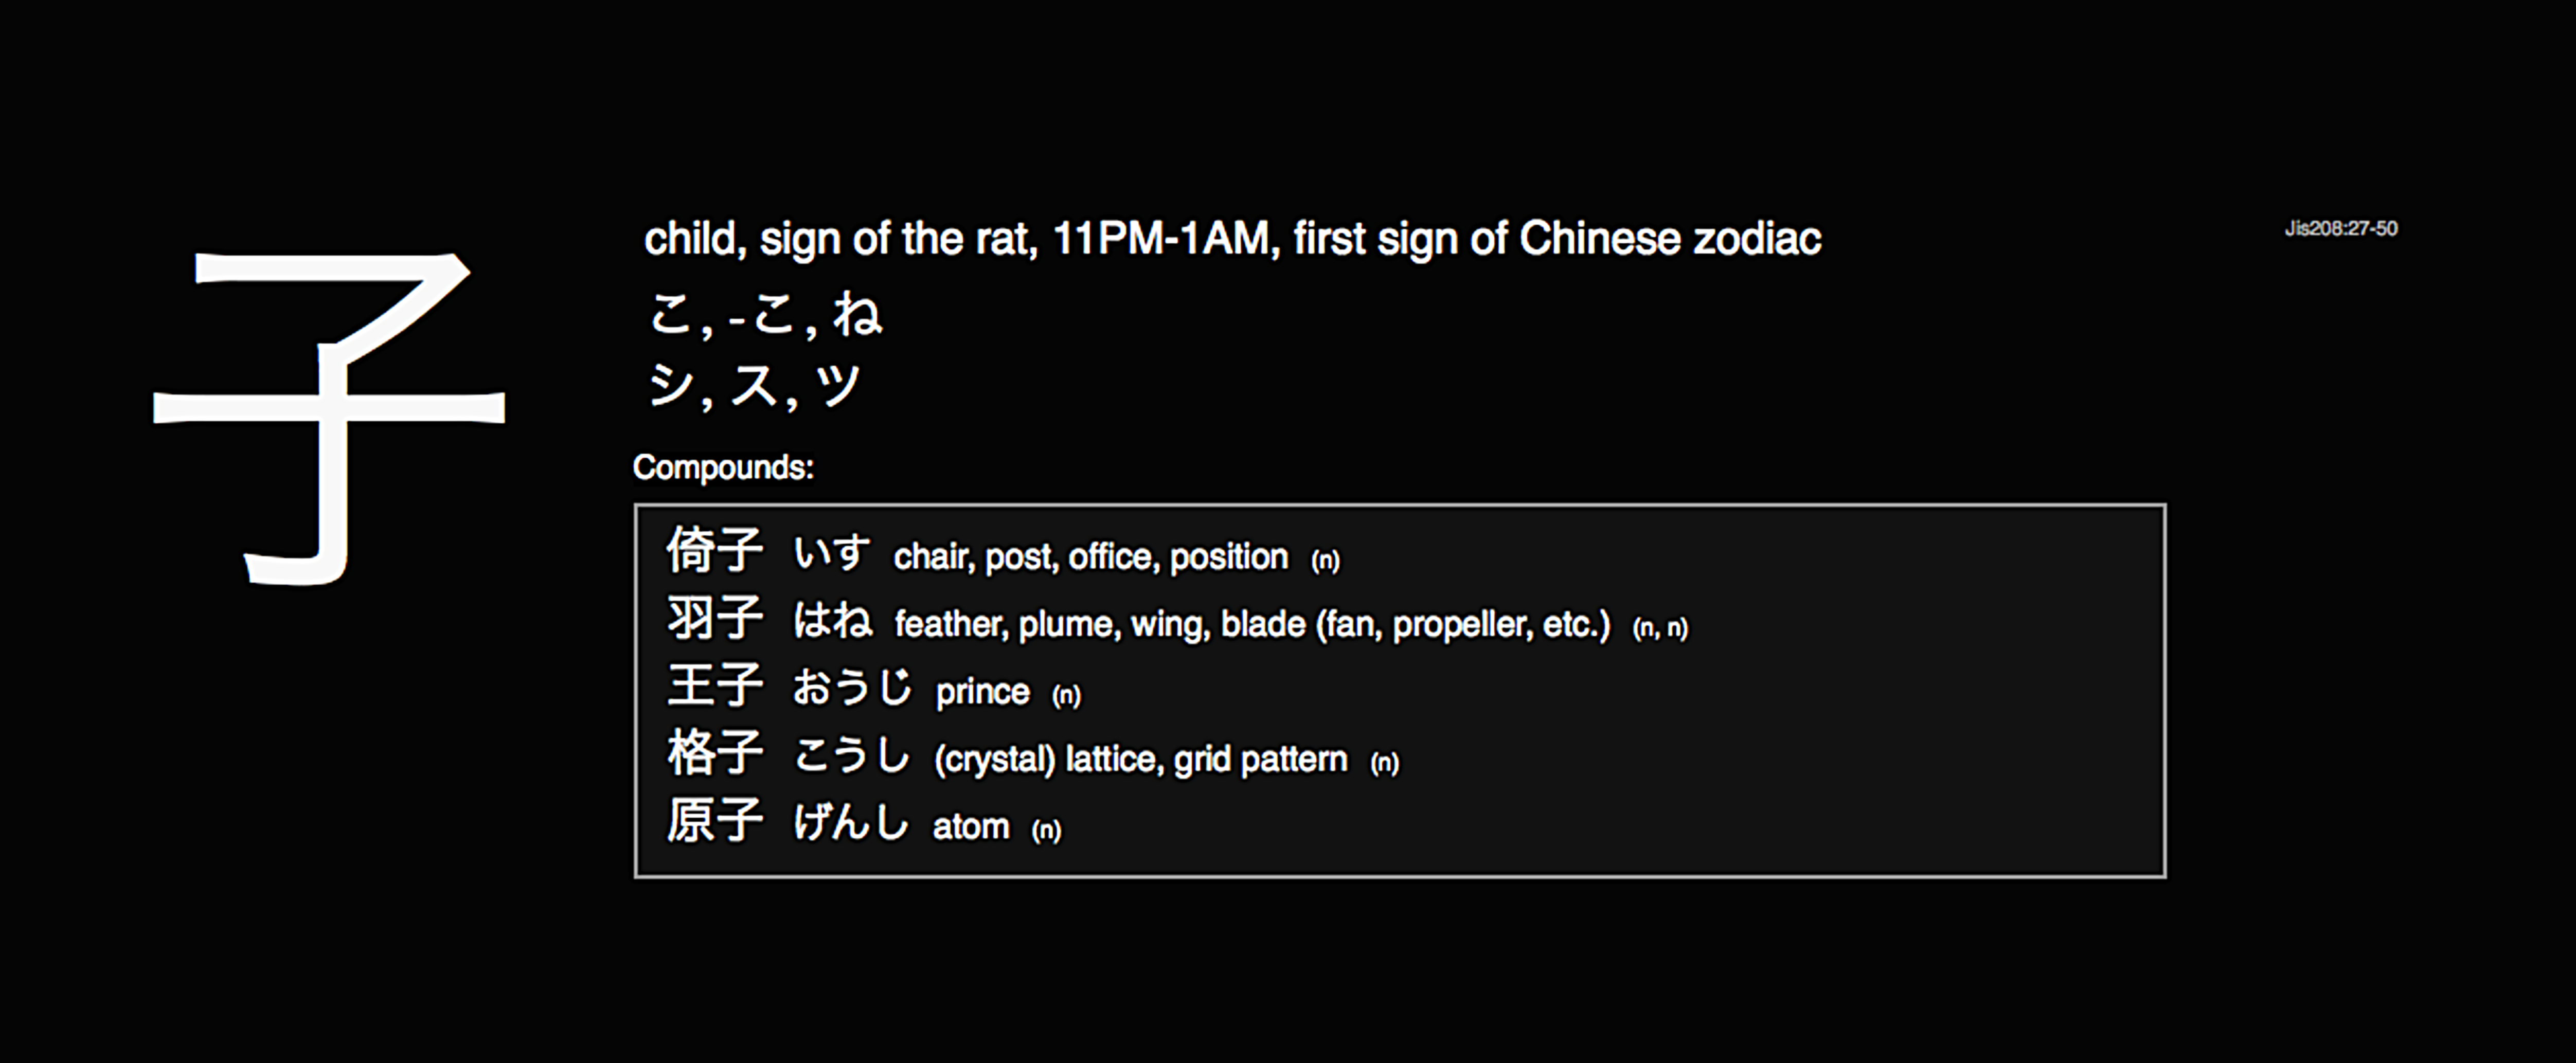 子
child, sign of the rat, 11PM-1AM, first sign of Chinese zodiac
Jis208:27-50
こ, -こ, ね
シ, ス, ツ
Compounds:
倚子 いす chair, post, office, position (n)
羽子 はね feather, plume, wing, blade (fan, propeller, etc.) (n, n)
王子 おうじ prince (n)
格子 こうし (crystal) lattice, grid pattern (n)
原子 げんし atom (n)